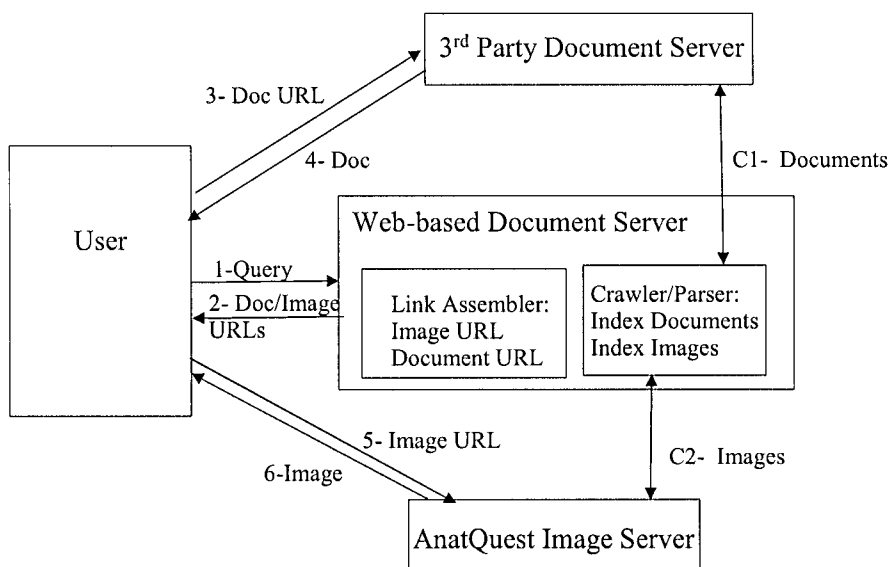 3rd Party Document Server
3- Doc URL
4- Doc
C1- Documents
User
Web-based Document Server
1-Query
2- Doc/Image
URLs
Link Assembler:
Image URL
Document URL
Crawler/Parser:
Index Documents
Index Images
5- Image URL
6-Image
C2- Images
AnatQuest Image Server